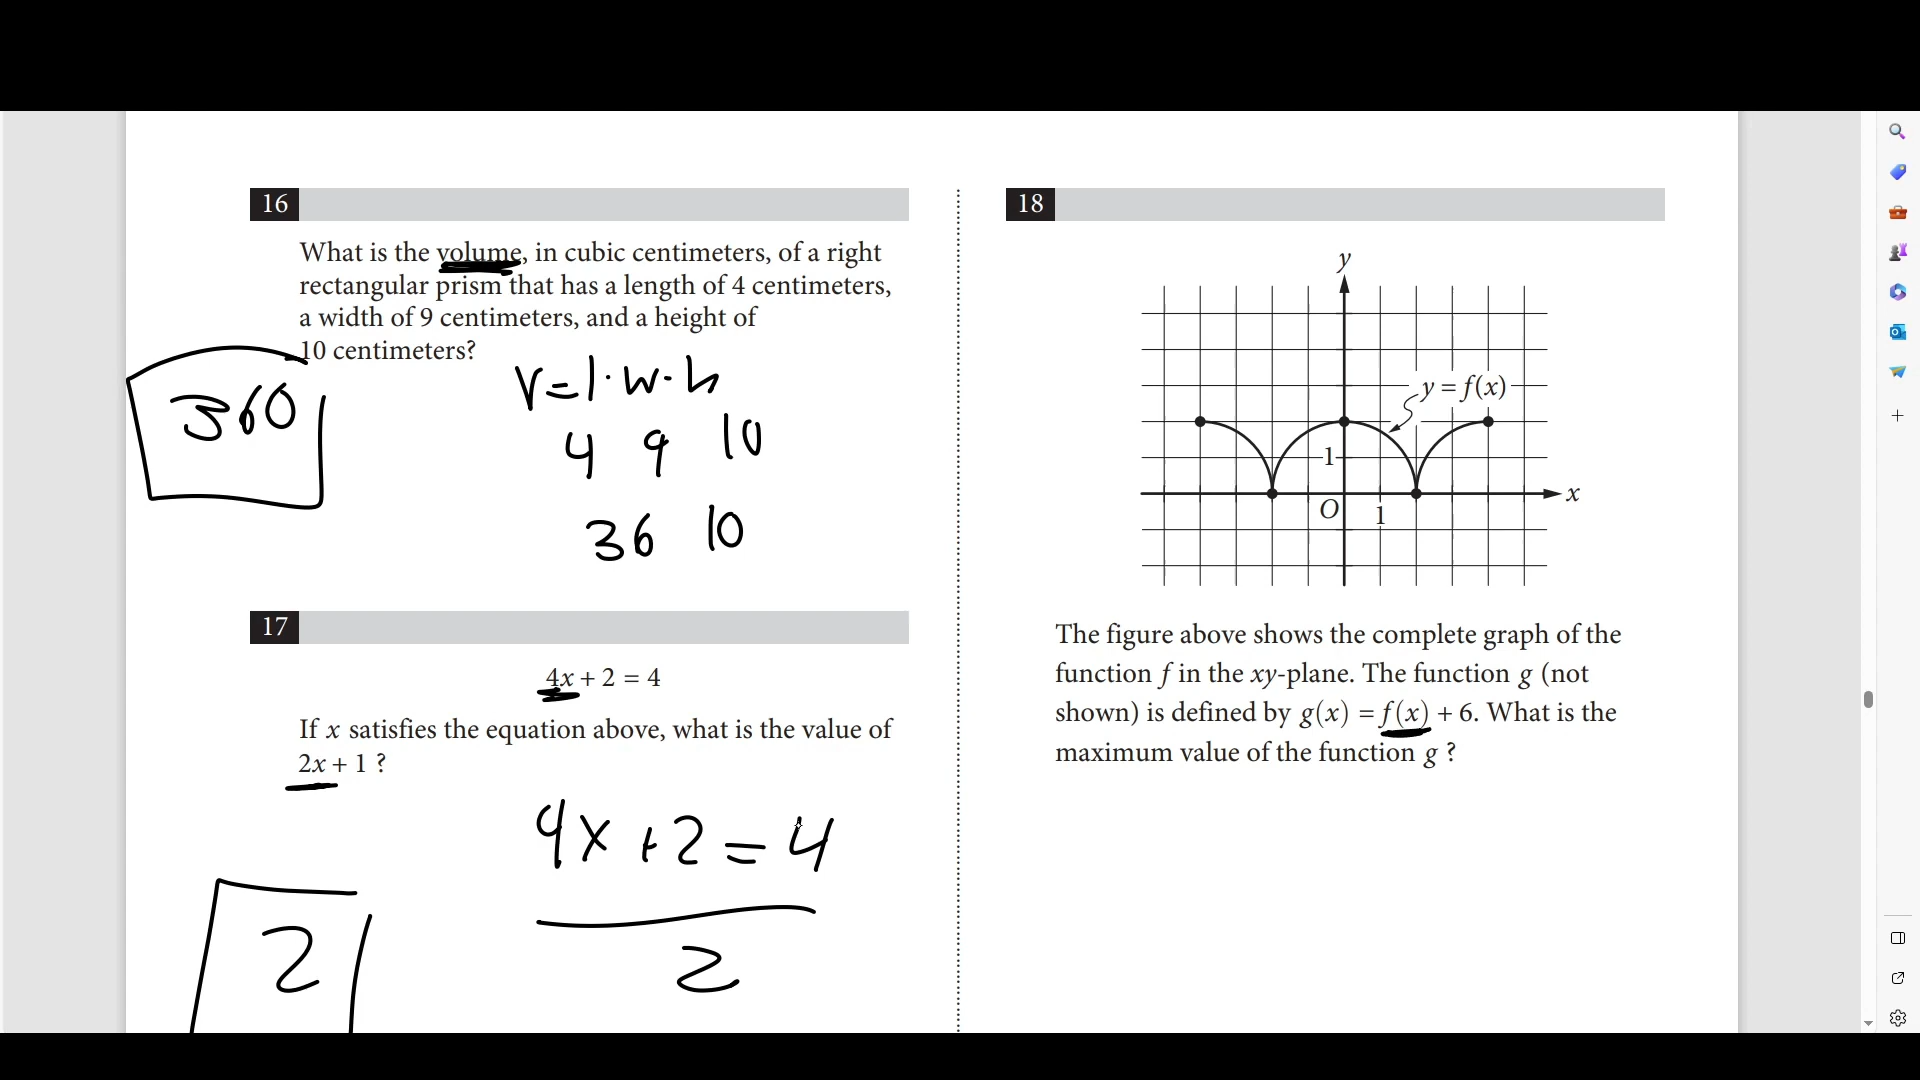 16
What is the volume, in cubic centimeters, of a right
rectangular prism that has a length of 4 centimeters,
a width of 9 centimeters, and a height of
10 centimeters?
V=l·w·h
360
4 9 10
36 10
17
4x + 2 = 4
If x satisfies the equation above, what is the value of
2x + 1 ?
4x +2 = 4
2
2
18
y
y = f(x)
1
x
O
1
The figure above shows the complete graph of the
function f in the xy-plane. The function g (not
shown) is defined by g(x) = f(x) + 6. What is the
maximum value of the function g ?